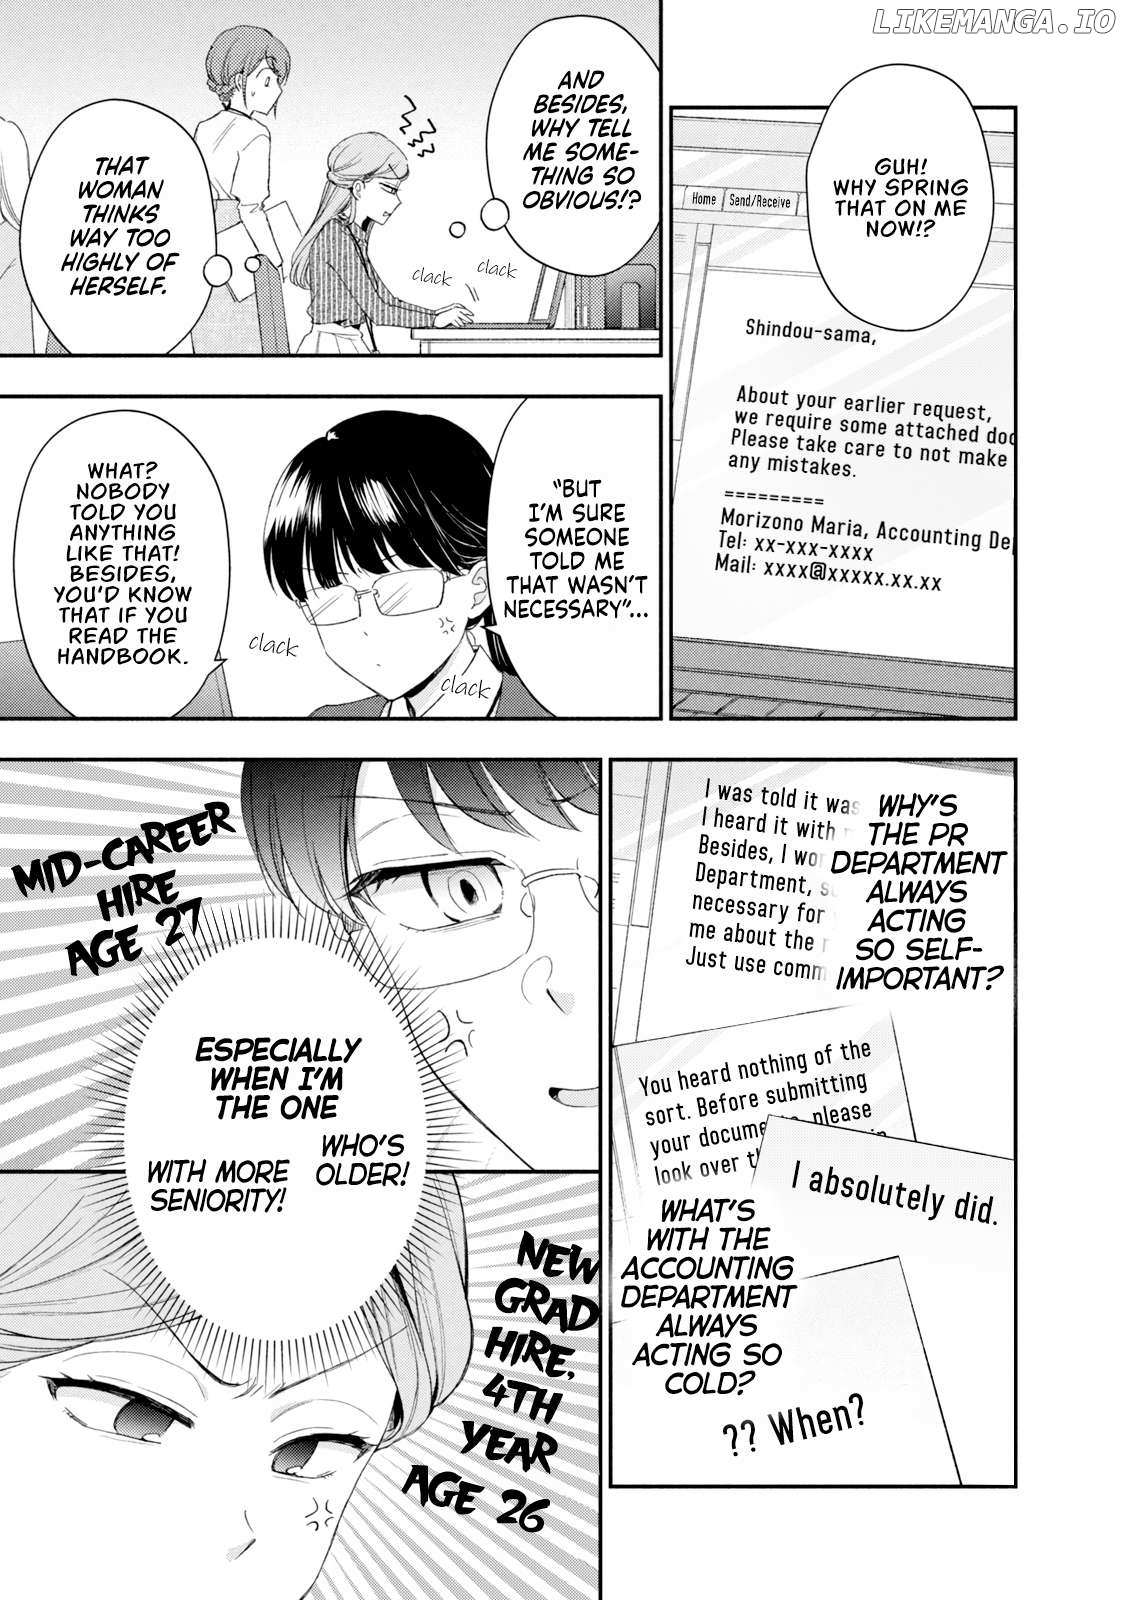 LIKEMANGA.IO
GUH!
WHY SPRING
THAT ON ME
NOW!?
Home
Send/Receive
Shindou-sama,
About your earlier request,
we require some attached doc
Please take care to not make
any mistakes.
=========
Morizono Maria, Accounting Dep
Tel: xx-xxx-xxxx
Mail: xxxx@xxxxx.xx.xx
AND
BESIDES,
WHY TELL
ME SOME-
THING SO
OBVIOUS!?
clack
clack
THAT
WOMAN
THINKS
WAY TOO
HIGHLY OF
HERSELF.
"BUT
I'M SURE
SOMEONE
TOLD ME
THAT WASN'T
NECESSARY"...
clack
clack
WHAT?
NOBODY
TOLD YOU
ANYTHING
LIKE THAT!
BESIDES,
YOU'D KNOW
THAT IF YOU
READ THE
HANDBOOK.
I was told it was
I heard it with
Besides, I wor
Department,
necessary for
me about the
Just use comm
WHY'S
THE PR
DEPARTMENT
ALWAYS
ACTING
SO SELF-
IMPORTANT?
You heard nothing of the
sort. Before submitting
your documents, please
look over
I absolutely did.
WHAT'S
WITH THE
ACCOUNTING
DEPARTMENT
ALWAYS
ACTING SO
COLD?
?? When?
MID-CAREER
HIRE
AGE 27
ESPECIALLY
WHEN I'M
THE ONE
WHO'S
OLDER!
WITH MORE
SENIORITY!
NEW
GRAD
HIRE,
4TH
YEAR
AGE 26